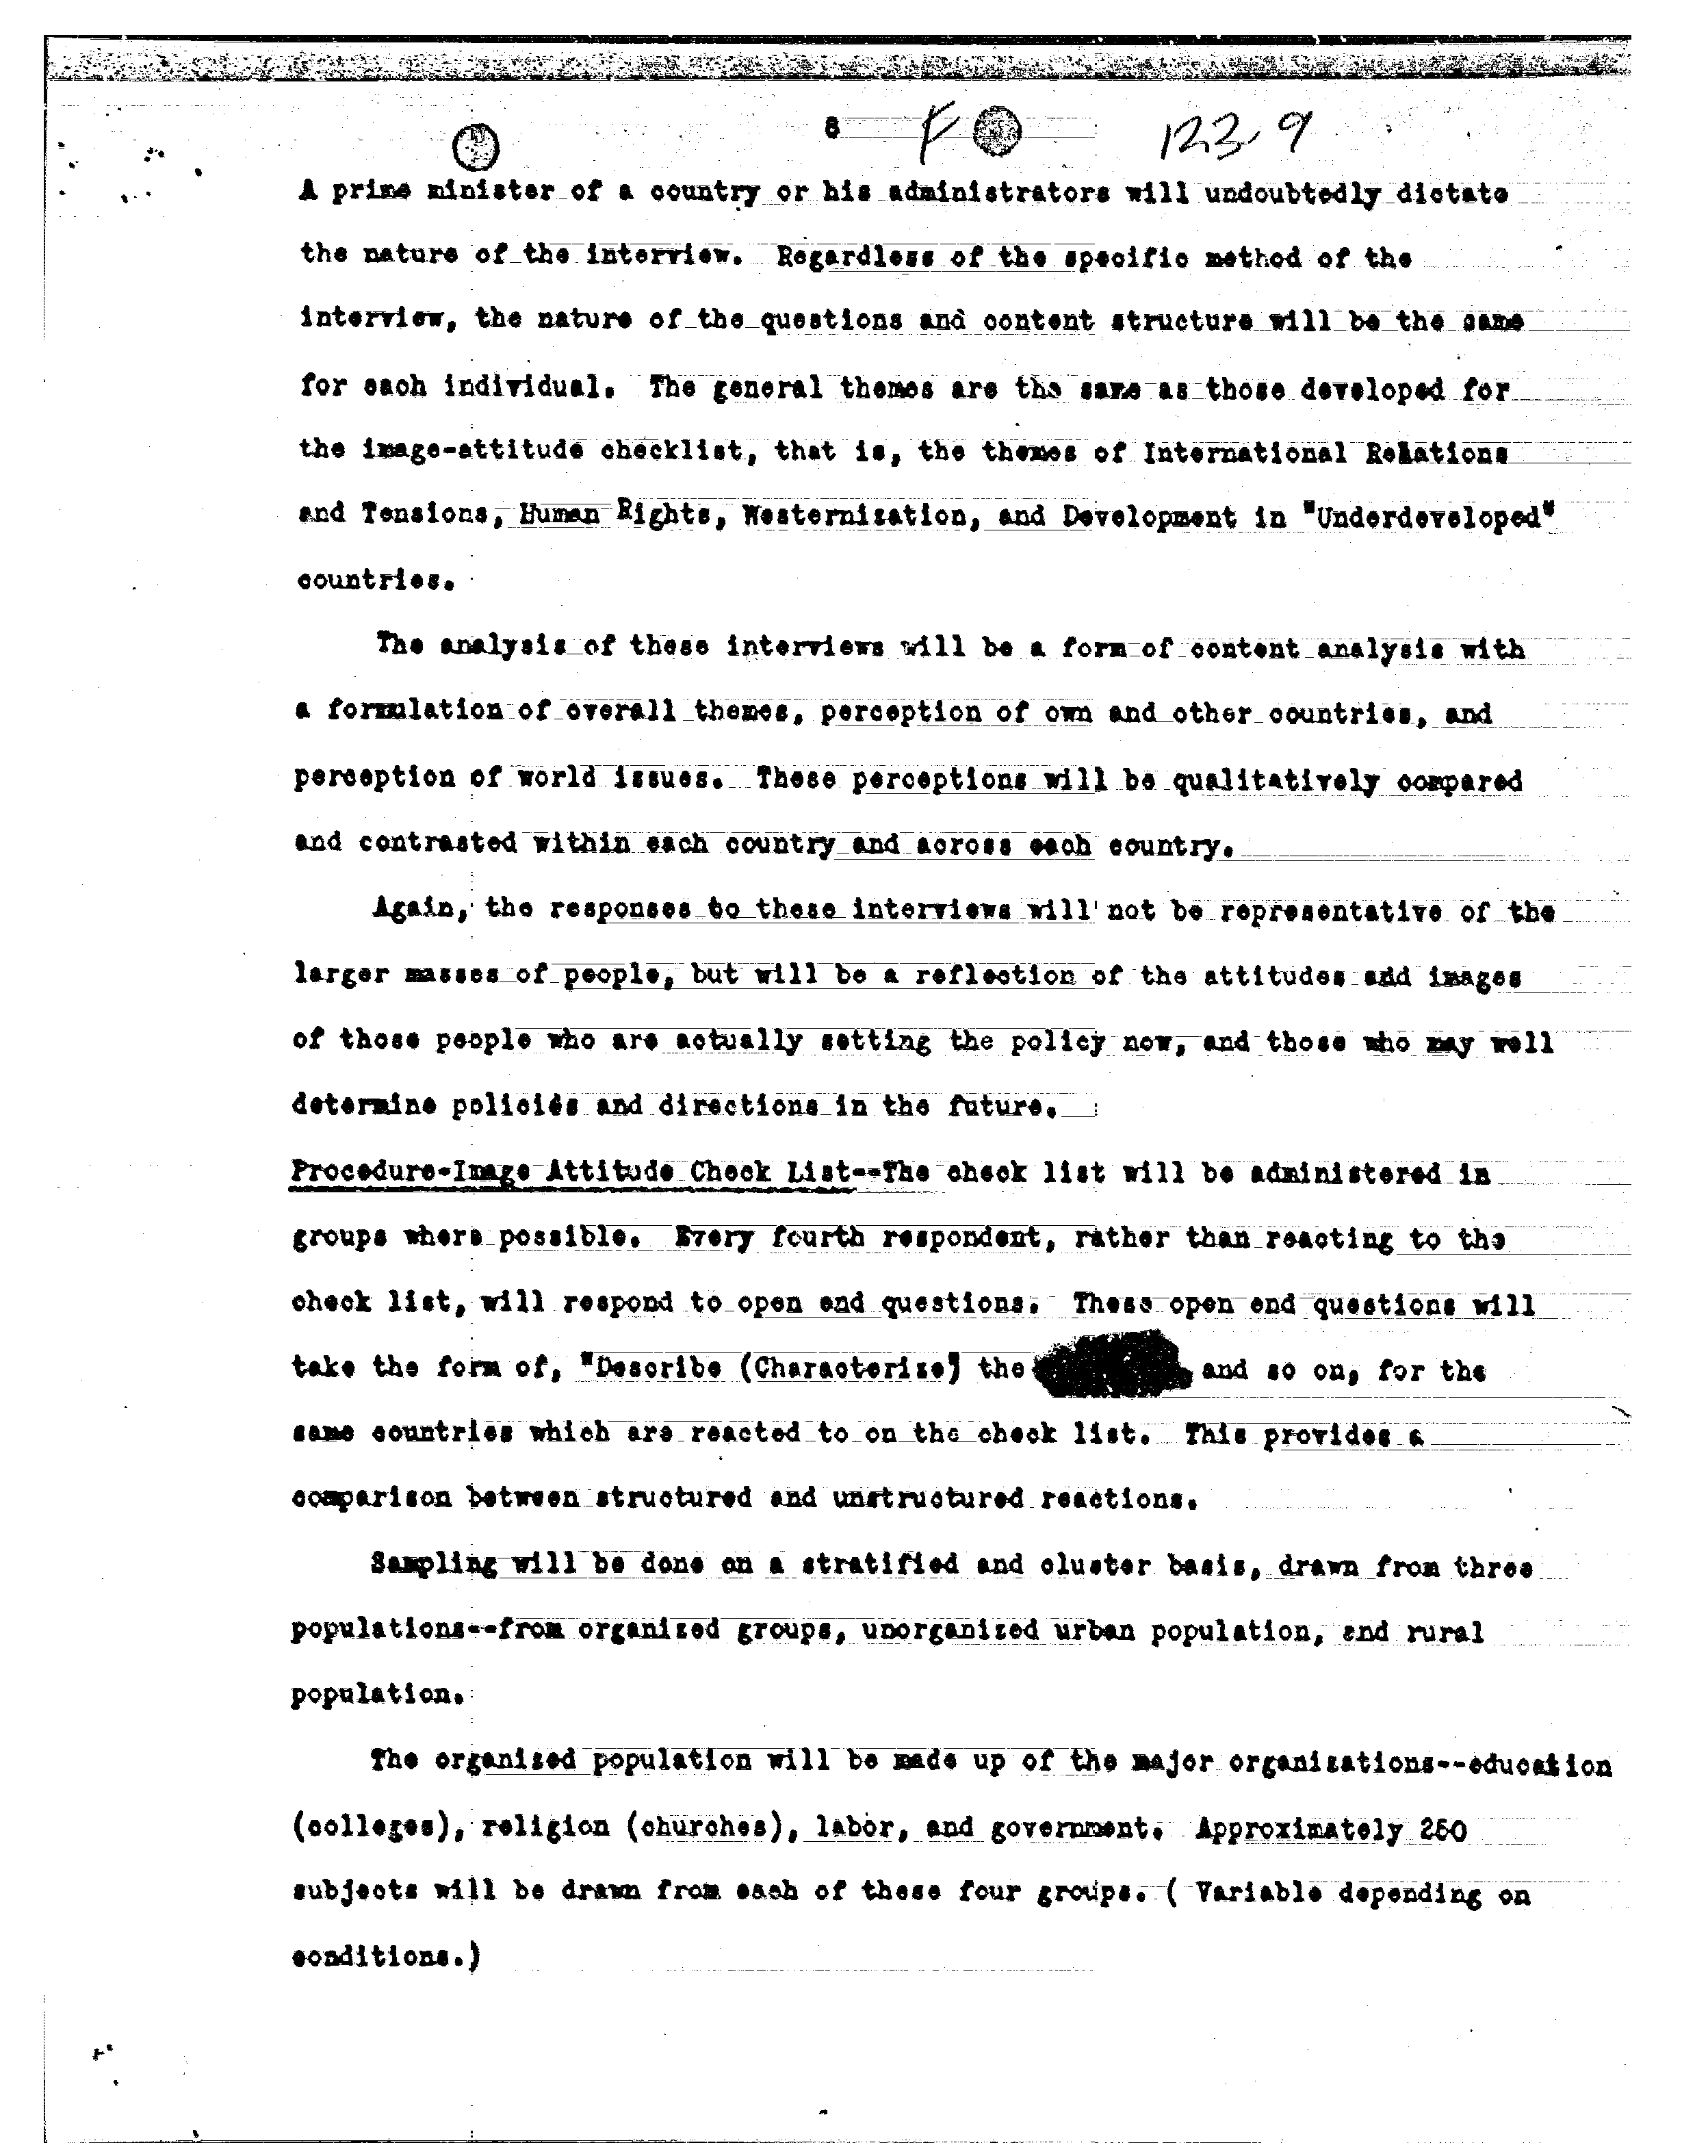 8 F 123, 9
A prime minister of a country or his administrators will undoubtedly dictate
the nature of the interview. Regardless of the specific method of the
interview, the nature of the questions and content structure will be the same
for each individual. The general themes are the same as those developed for
the image-attitude checklist, that is, the themes of International Relations
and Tensions, Human Rights, Westernization, and Development in "Underdeveloped"
countries.
The analysis of these interviews will be a form of content analysis with
a formulation of overall themes, perception of own and other countries, and
perception of world issues. These perceptions will be qualitatively compared
and contrasted within each country and across each country.
Again, the responses to these interviews will not be representative of the
larger masses of people, but will be a reflection of the attitudes add images
of those people who are actually setting the policy now, and those who may well
determine policies and directions in the future.
Procedure-Image Attitude Check List--The check list will be administered in
groups where possible. Every fourth respondent, rather than reacting to the
check list, will respond to open end questions. These open end questions will
take the form of, "Describe (Characterize") the and so on, for the
same countries which are reacted to on the check list. This provides a
comparison between structured and unstructured reactions.
Sampling will be done on a stratified and cluster basis, drawn from three
populations--from organized groups, unorganized urban population, and rural
population.
The organized population will be made up of the major organizations--education
(colleges), religion (churches), labor, and government. Approximately 250
subjects will be drawn from each of these four groups. ( Variable depending on
conditions.)